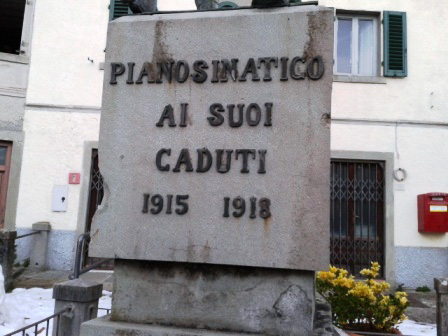 PIANOSINATICO
AI SUOI
CADUTI
1915 1918